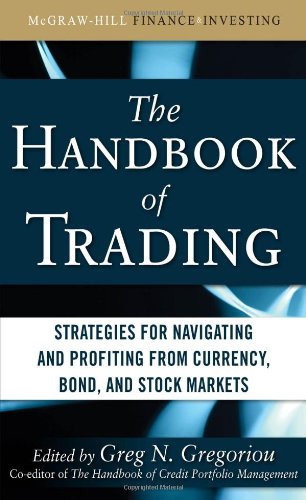 McGRAW-HILL FINANCE & INVESTING
The
HANDBOOK
of
TRADING
STRATEGIES FOR NAVIGATING
AND PROFITING FROM CURRENCY,
BOND, AND STOCK MARKETS
Edited by Greg N. Gregoriou
Co-editor of The Handbook of Credit Portfolio Management